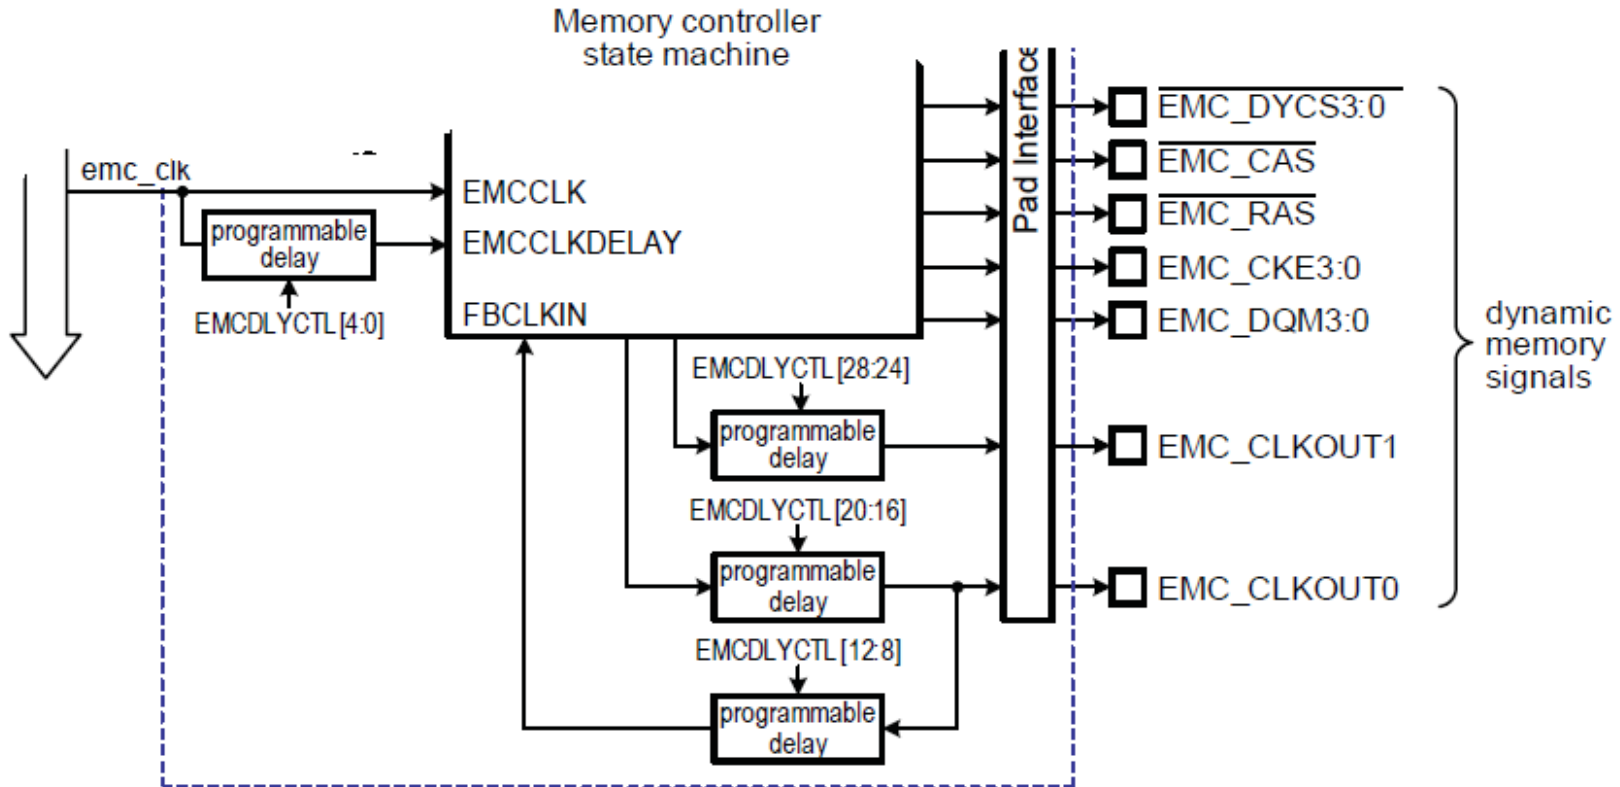 Memory controller
state machine
emc_clk
programmable
delay
EMCDLYCTL[4:0]
EMCCLK
EMCCLKDELAY
FBCLKIN
EMCDLYCTL[28:24]
programmable
delay
EMCDLYCTL[20:16]
programmable
delay
EMCDLYCTL[12:8]
programmable
delay
Pad Interface
EMC_DYCS3:0
EMC_CAS
EMC_RAS
EMC_CKE3:0
EMC_DQM3:0
EMC_CLKOUT1
EMC_CLKOUT0
dynamic
memory
signals